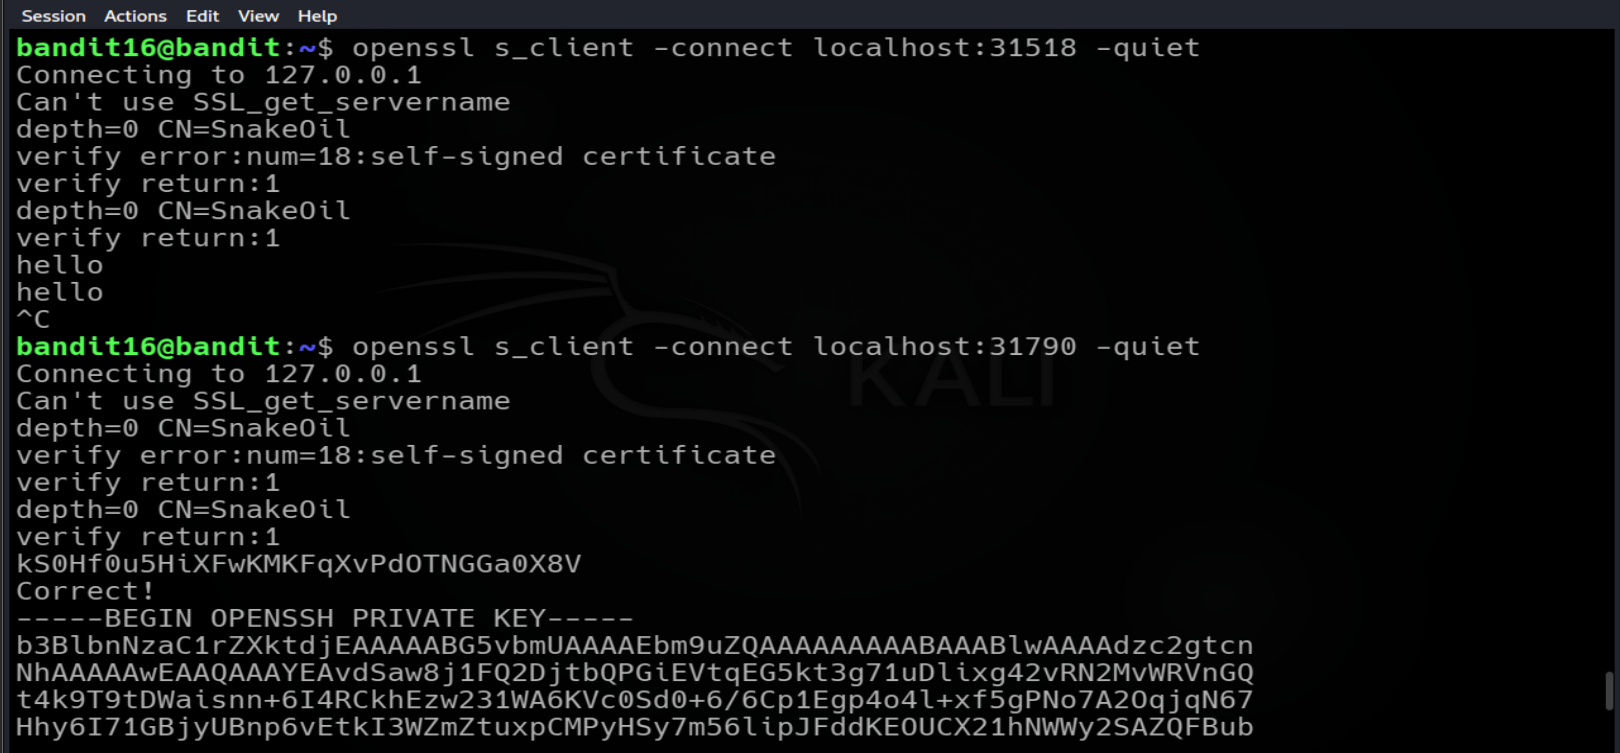 Session Actions Edit View Help
bandit16@bandit:~$ openssl s_client -connect localhost:31518 -quiet
Connecting to 127.0.0.1
Can't use SSL_get_servername
depth=0 CN=SnakeOil
verify error:num=18:self-signed certificate
verify return:1
depth=0 CN=SnakeOil
verify return:1
hello
hello
^C
bandit16@bandit:~$ openssl s_client -connect localhost:31790 -quiet
Connecting to 127.0.0.1
Can't use SSL_get_servername
depth=0 CN=SnakeOil
verify error:num=18:self-signed certificate
verify return:1
depth=0 CN=SnakeOil
verify return:1
kS0Hf0u5HiXFwKMKFqXvPdOTNGGa0X8V
Correct!
-----BEGIN OPENSSH PRIVATE KEY-----
b3BlbnNzaC1rZXktdjEAAAAABG5vbmUAAAAEbm9uZQAAAAAAAAABAAABlwAAAAdzc2gtcn
NhAAAAAwEAAQAAAYEAvdSaw8j1FQ2DjtbQPGiEVtqEG5kt3g71uDlixg42vRN2MvWRVnGQ
t4k9T9tDWaisnn+6I4RCkhEzw231WA6KVc0Sd0+6/6Cp1Egp4o4l+xf5gPNo7A2OqjqN67
Hhy6I71GBjyUBnp6vEtkI3WZmZtuxpCMPyHSy7m56lipJFddKEOUCX21hNWWy2SAZQFBub
KALI